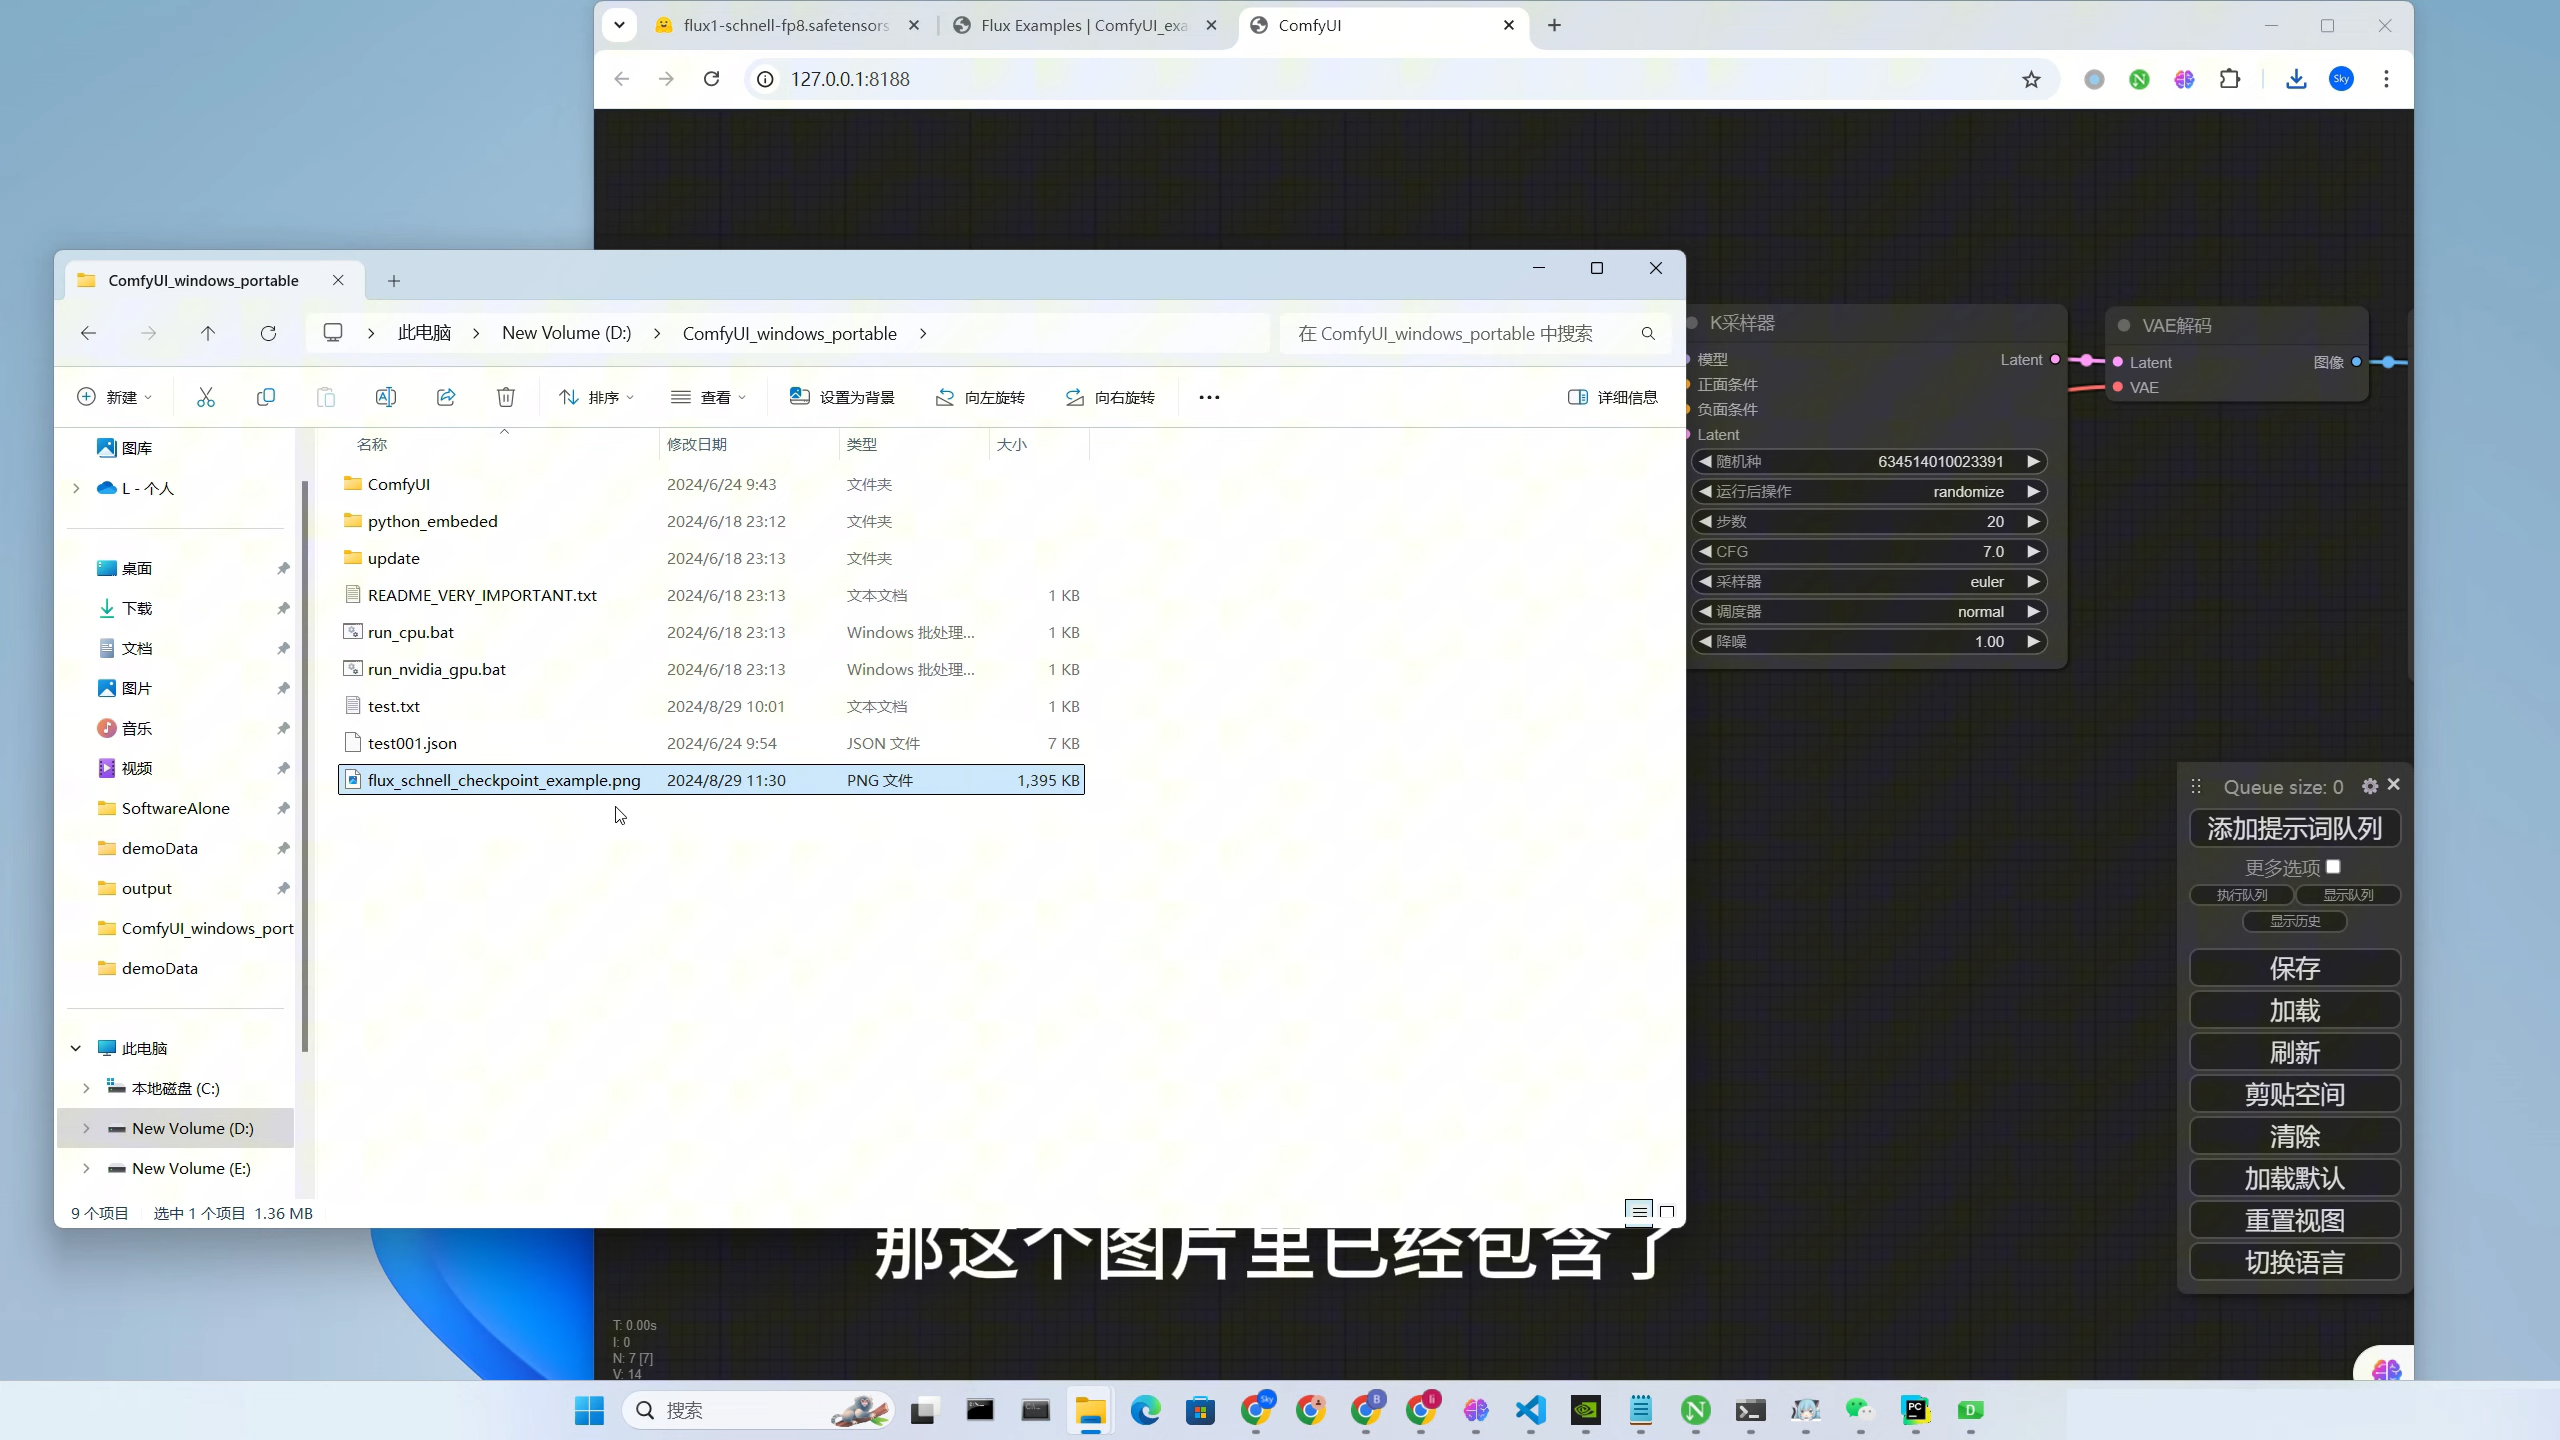 flux1-schnell-fp8.safetensors
Flux Examples | ComfyUI_exa
ComfyUI
127.0.0.1:8188
Sky
ComfyUI_windows_portable
此电脑
New Volume (D:)
ComfyUI_windows_portable
在 ComfyUI_windows_portable 中搜索
新建
排序
查看
设置为背景
向左旋转
向右旋转
详细信息
图库
L - 个人
桌面
下载
文档
图片
音乐
视频
SoftwareAlone
demoData
output
ComfyUI_windows_port
demoData
此电脑
本地磁盘 (C:)
New Volume (D:)
New Volume (E:)
名称 修改日期 类型 大小
ComfyUI 2024/6/24 9:43 文件夹
python_embeded 2024/6/18 23:12 文件夹
update 2024/6/18 23:13 文件夹
README_VERY_IMPORTANT.txt 2024/6/18 23:13 文本文档 1 KB
run_cpu.bat 2024/6/18 23:13 Windows 批处理... 1 KB
run_nvidia_gpu.bat 2024/6/18 23:13 Windows 批处理... 1 KB
test.txt 2024/8/29 10:01 文本文档 1 KB
test001.json 2024/6/24 9:54 JSON 文件 7 KB
flux_schnell_checkpoint_example.png 2024/8/29 11:30 PNG 文件 1,395 KB
9 个项目 选中 1 个项目 1.36 MB
K采样器
模型 Latent
正面条件
负面条件
Latent
随机种 634514010023391
运行后操作 randomize
步数 20
CFG 7.0
采样器 euler
调度器 normal
降噪 1.00
VAE解码
Latent 图像
VAE
Queue size: 0
添加提示词队列
更多选项
执行队列 显示队列
显示历史
保存
加载
刷新
剪贴空间
清除
加载默认
重置视图
切换语言
那这个图片里已经包含了
T: 0.00s
I: 0
N: 7 [7]
V: 14
搜索
Sky
B
li
N
PC
D